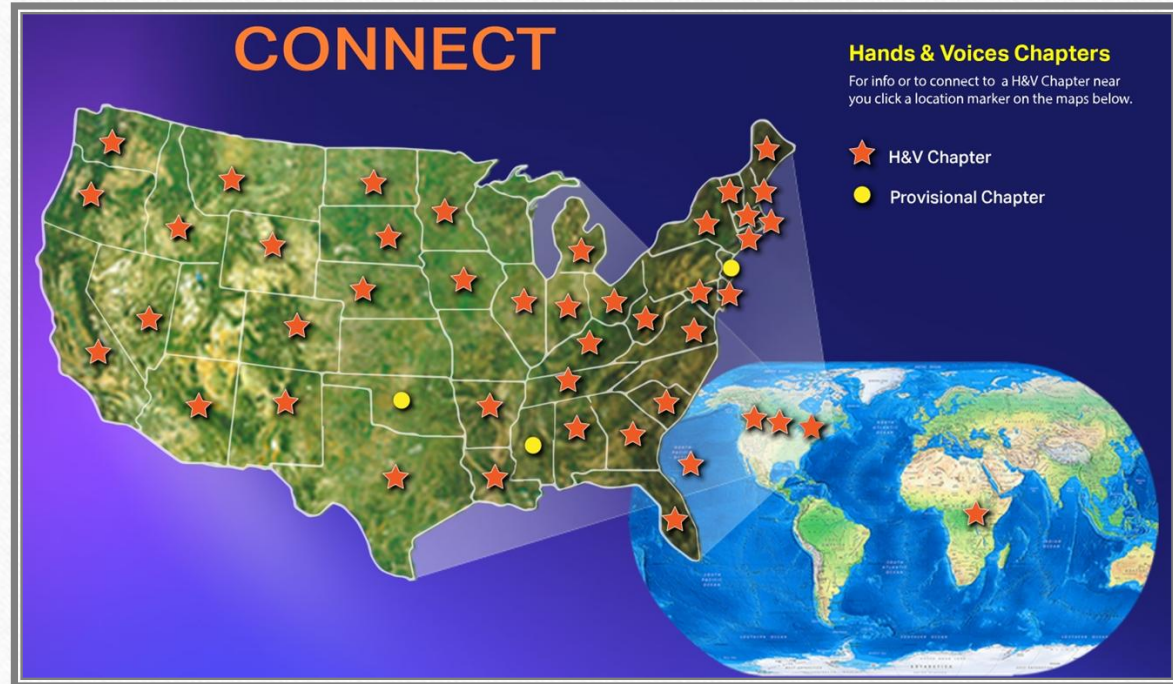 CONNECT
Hands & Voices Chapters
For info or to connect to a H&V Chapter near
you click a location marker on the maps below.
H&V Chapter
Provisional Chapter